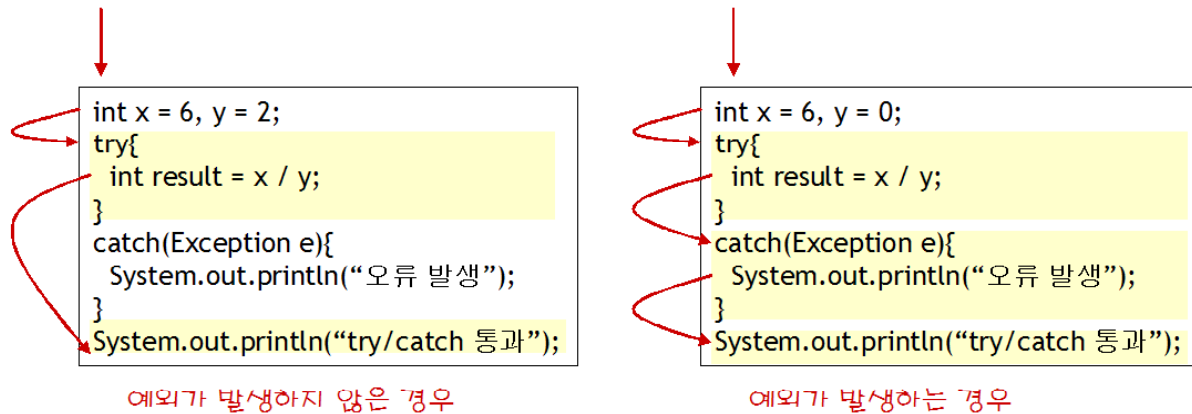 int x = 6, y = 2;
try{
int result = x / y;
}
catch(Exception e){
System.out.println(“오류 발생”);
}
System.out.println(“try/catch 통과”);
예외가 발생하지 않은 경우
int x = 6, y = 0;
try{
int result = x / y;
}
catch(Exception e){
System.out.println(“오류 발생”);
}
System.out.println(“try/catch 통과”);
예외가 발생하는 경우